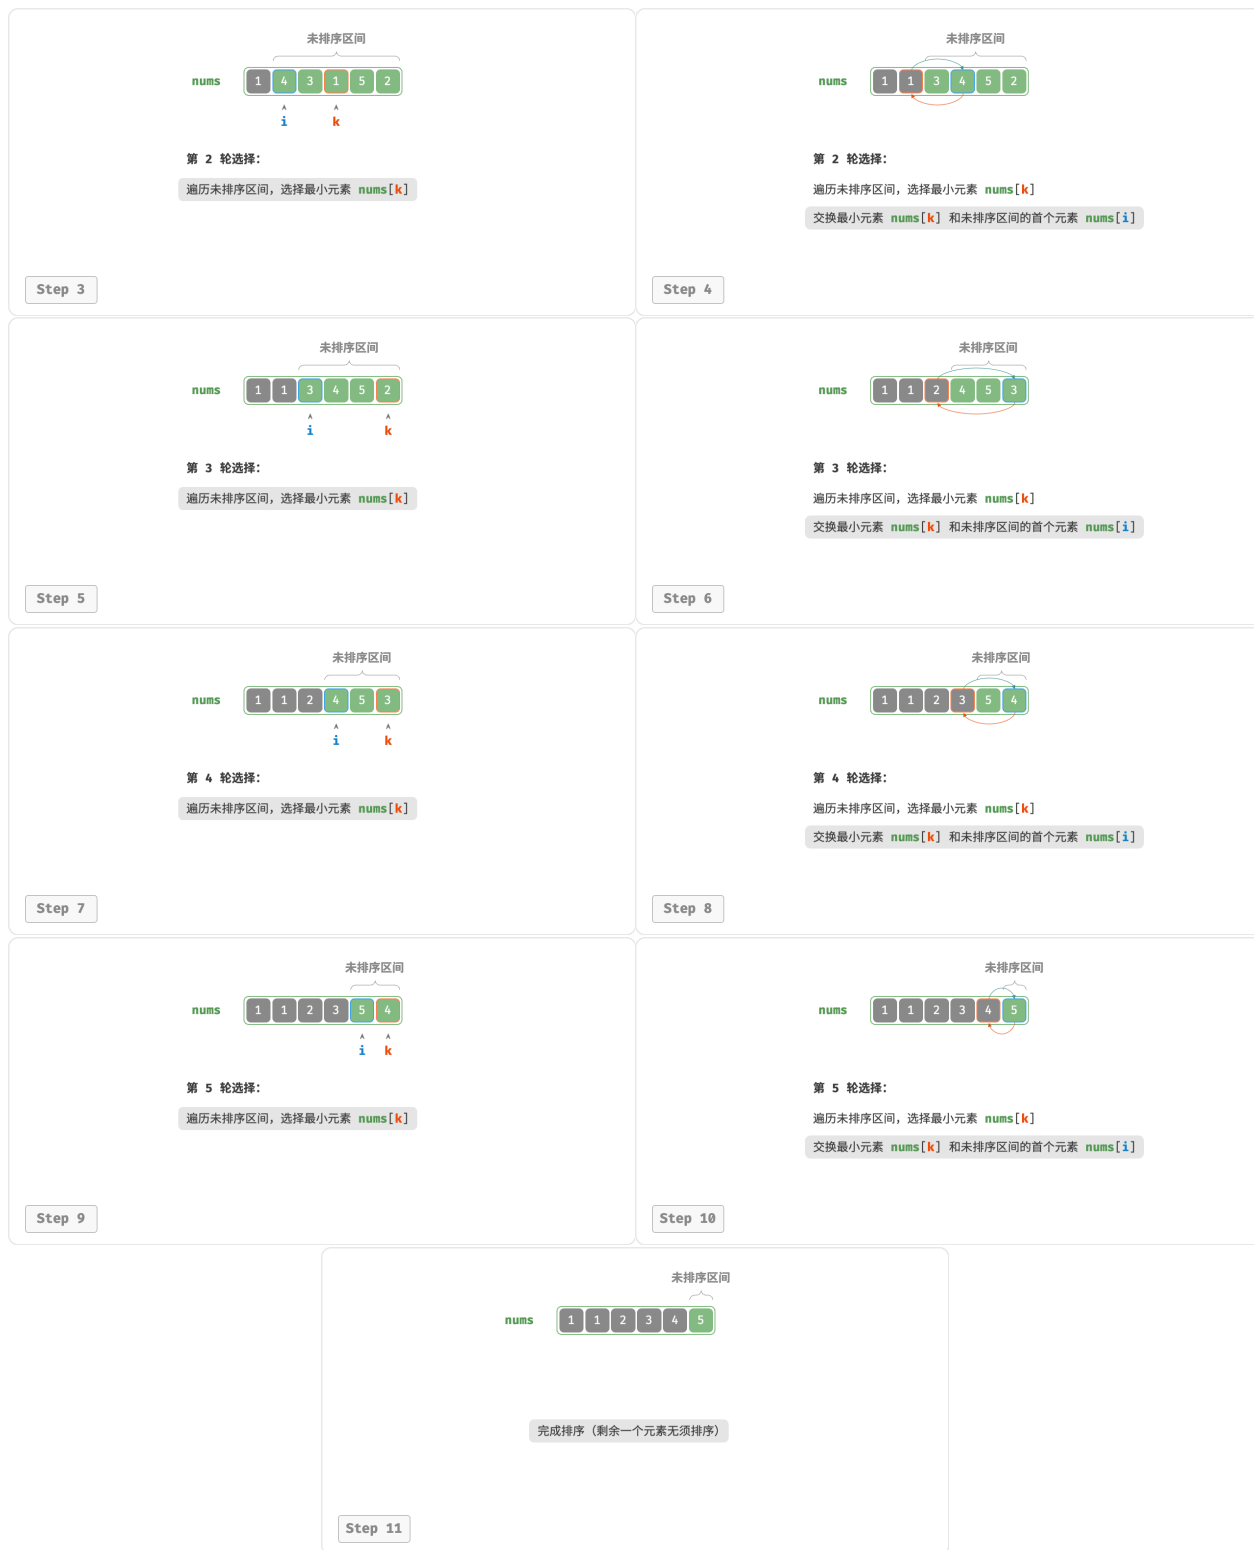 未排序区间
nums 1 4 3 1 5 2
i k
第 2 轮选择：
遍历未排序区间，选择最小元素 nums[k]
Step 3
未排序区间
nums 1 1 3 4 5 2
第 2 轮选择：
遍历未排序区间，选择最小元素 nums[k]
交换最小元素 nums[k] 和未排序区间的首个元素 nums[i]
Step 4
未排序区间
nums 1 1 3 4 5 2
i k
第 3 轮选择：
遍历未排序区间，选择最小元素 nums[k]
Step 5
未排序区间
nums 1 1 2 4 5 3
第 3 轮选择：
遍历未排序区间，选择最小元素 nums[k]
交换最小元素 nums[k] 和未排序区间的首个元素 nums[i]
Step 6
未排序区间
nums 1 1 2 4 5 3
i k
第 4 轮选择：
遍历未排序区间，选择最小元素 nums[k]
Step 7
未排序区间
nums 1 1 2 3 5 4
第 4 轮选择：
遍历未排序区间，选择最小元素 nums[k]
交换最小元素 nums[k] 和未排序区间的首个元素 nums[i]
Step 8
未排序区间
nums 1 1 2 3 5 4
i k
第 5 轮选择：
遍历未排序区间，选择最小元素 nums[k]
Step 9
未排序区间
nums 1 1 2 3 4 5
第 5 轮选择：
遍历未排序区间，选择最小元素 nums[k]
交换最小元素 nums[k] 和未排序区间的首个元素 nums[i]
Step 10
未排序区间
nums 1 1 2 3 4 5
完成排序（剩余一个元素无须排序）
Step 11